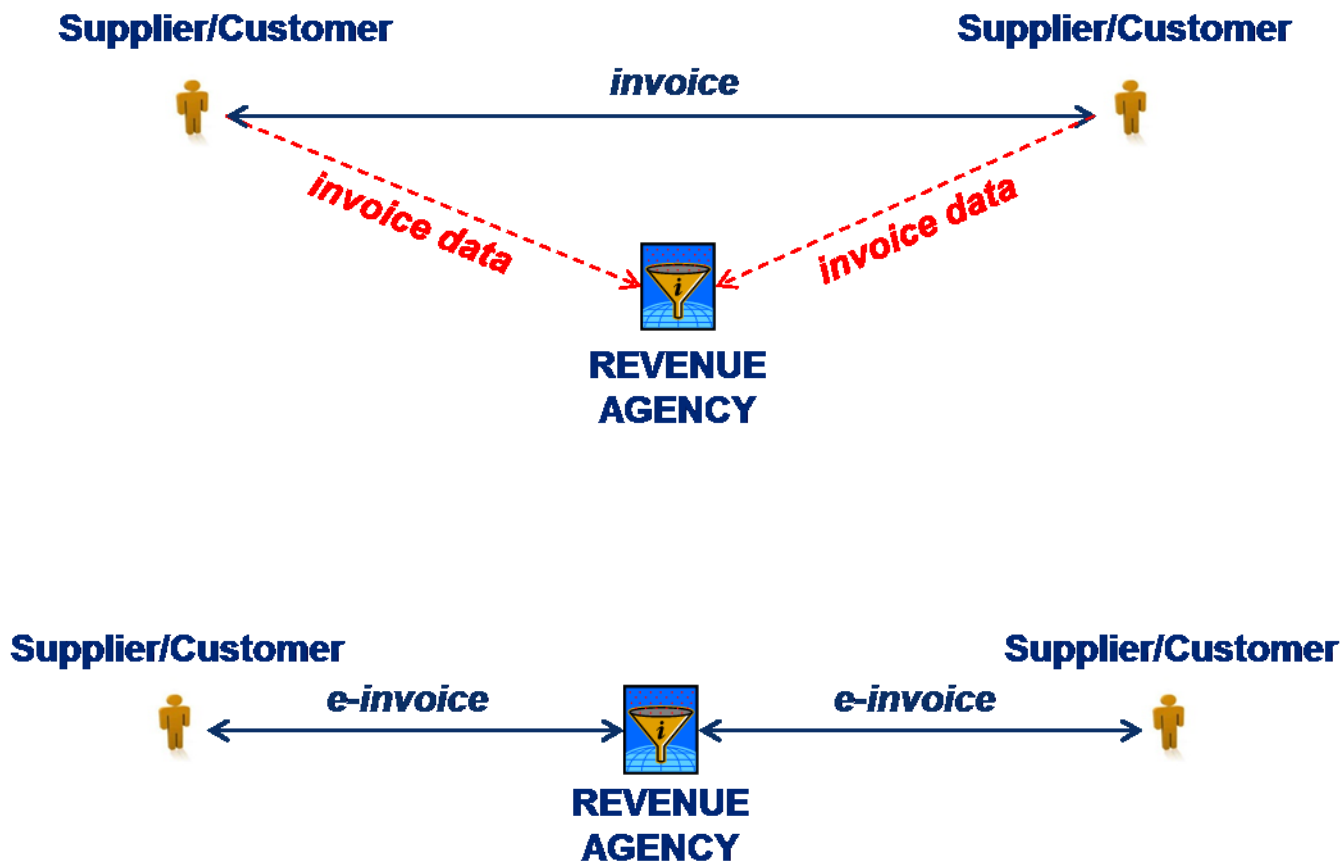 Supplier/Customer
Supplier/Customer
invoice
invoice data
invoice data
i
REVENUE
AGENCY
Supplier/Customer
Supplier/Customer
e-invoice
e-invoice
i
REVENUE
AGENCY